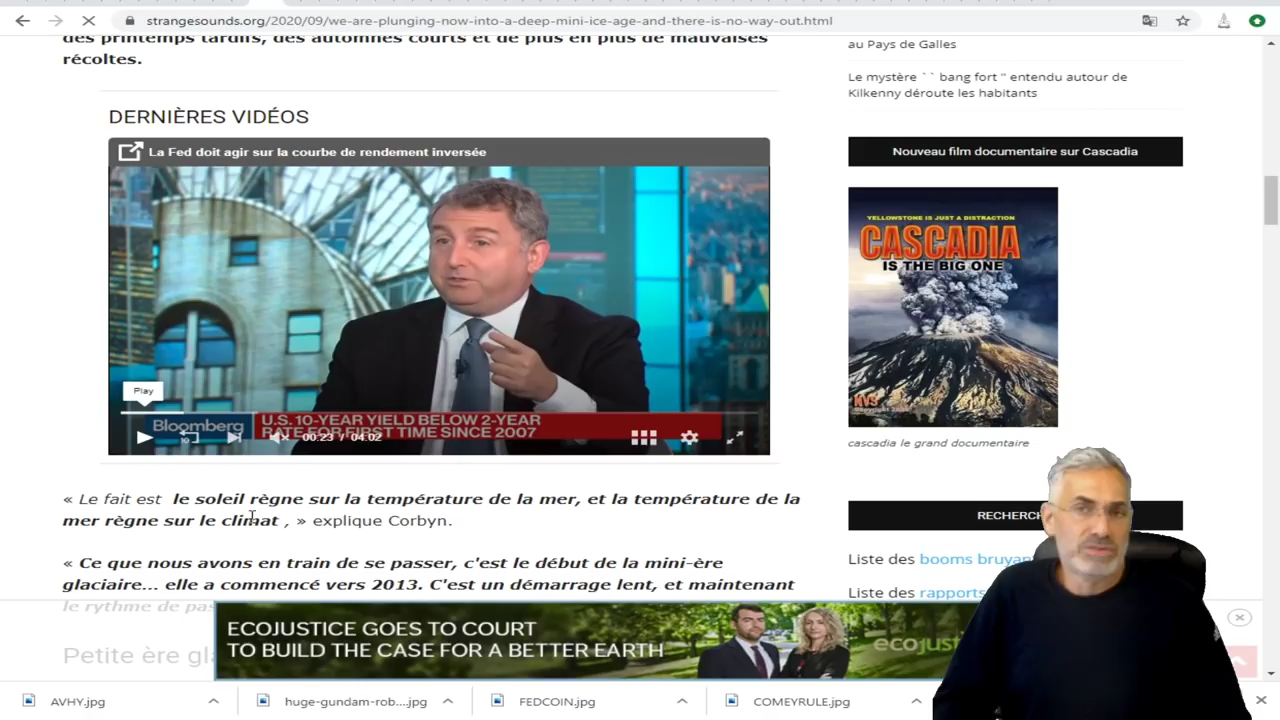 strangesounds.org/2020/09/we-are-plunging-now-into-a-deep-mini-ice-age-and-there-is-no-way-out.html
des printemps tardifs, des automnes courts et de plus en plus de mauvaises
récoltes.
DERNIÈRES VIDÉOS
La Fed doit agir sur la courbe de rendement inversée
Play
Bloomberg
U.S. 10-YEAR YIELD BELOW 2-YEAR
RATE FOR FIRST TIME SINCE 2007
10
00:23 / 04:02
« Le fait est le soleil règne sur la température de la mer, et la température de la
mer règne sur le climat , » explique Corbyn.
« Ce que nous avons en train de se passer, c'est le début de la mini-ère
glaciaire... elle a commencé vers 2013. C'est un démarrage lent, et maintenant
le rythme de
Petite ère
au Pays de Galles
Le mystère `` bang fort " entendu autour de
Kilkenny déroute les habitants
Nouveau film documentaire sur Cascadia
YELLOWSTONE IS JUST A DISTRACTION
CASCADIA
IS THE BIG ONE
cascadia le grand documentaire
RECHERCH
Liste des booms bruyan
Liste des rapports
ECOJUSTICE GOES TO COURT
TO BUILD THE CASE FOR A BETTER EARTH
ecojust
AVHY.jpg
huge-gundam-rob....jpg
FEDCOIN.jpg
COMEYRULE.jpg